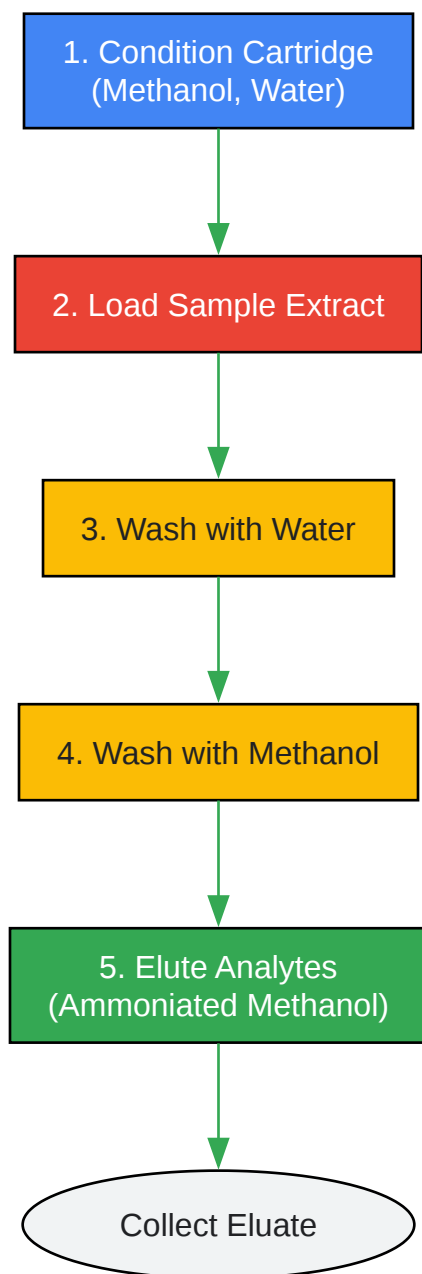 1. Condition Cartridge
(Methanol, Water)
2. Load Sample Extract
3. Wash with Water
4. Wash with Methanol
5. Elute Analytes
(Ammoniated Methanol)
Collect Eluate